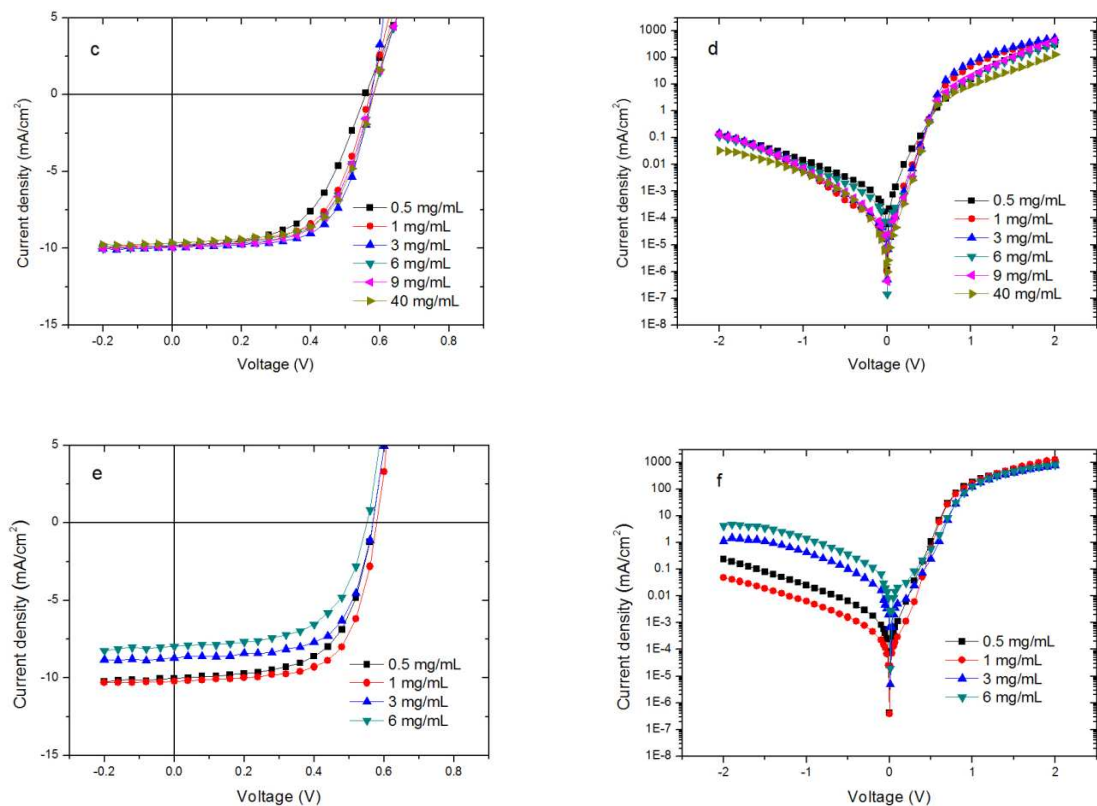 c
Current density (mA/cm²)
5
0
-5
-10
-15
-0.2
0.0
0.2
0.4
0.6
0.8
Voltage (V)
0.5 mg/mL
1 mg/mL
3 mg/mL
6 mg/mL
9 mg/mL
40 mg/mL
d
Current density (mA/cm²)
1000
100
10
1
0.1
0.01
1E-3
1E-4
1E-5
1E-6
1E-7
1E-8
-2
-1
0
1
2
Voltage (V)
0.5 mg/mL
1 mg/mL
3 mg/mL
6 mg/mL
9 mg/mL
40 mg/mL
e
Current density (mA/cm²)
5
0
-5
-10
-15
-0.2
0.0
0.2
0.4
0.6
0.8
Voltage (V)
0.5 mg/mL
1 mg/mL
3 mg/mL
6 mg/mL
f
Current density (mA/cm²)
1000
100
10
1
0.1
0.01
1E-3
1E-4
1E-5
1E-6
1E-7
1E-8
-2
-1
0
1
2
Voltage (V)
0.5 mg/mL
1 mg/mL
3 mg/mL
6 mg/mL